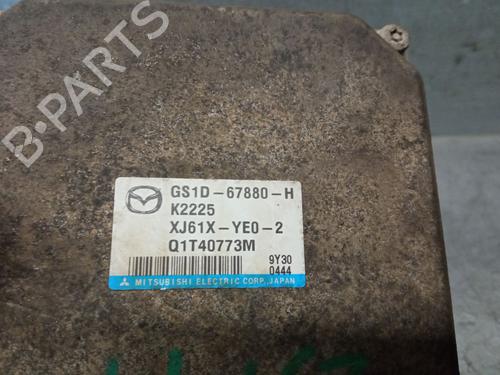 B-PARTS
GS1D-67880-H
K2225
XJ61X-YE0-2
Q1T40773M
9Y30
0444
MITSUBISHI ELECTRIC CORP.,JAPAN